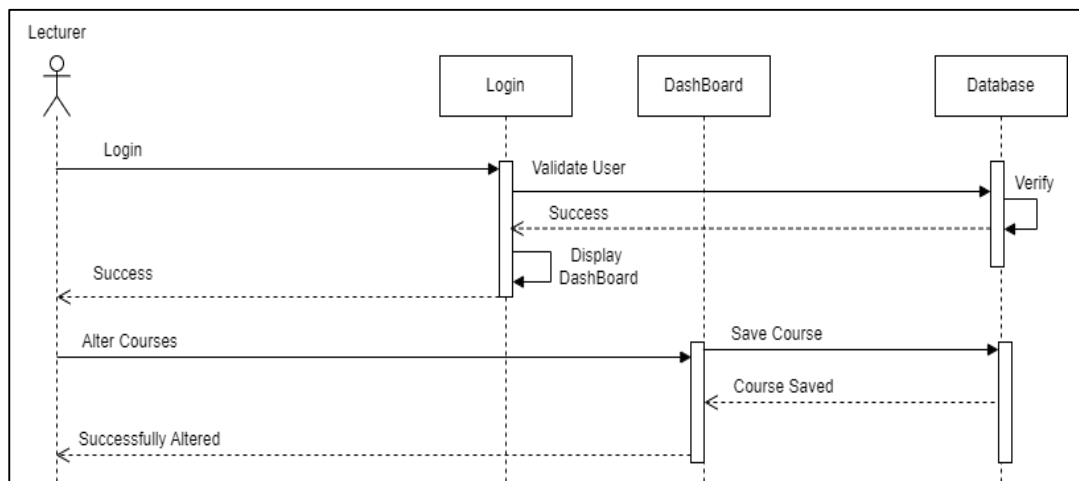 Lecturer
Login
DashBoard
Database
Login
Validate User
Verify
Success
Display
DashBoard
Success
Alter Courses
Save Course
Course Saved
Successfully Altered